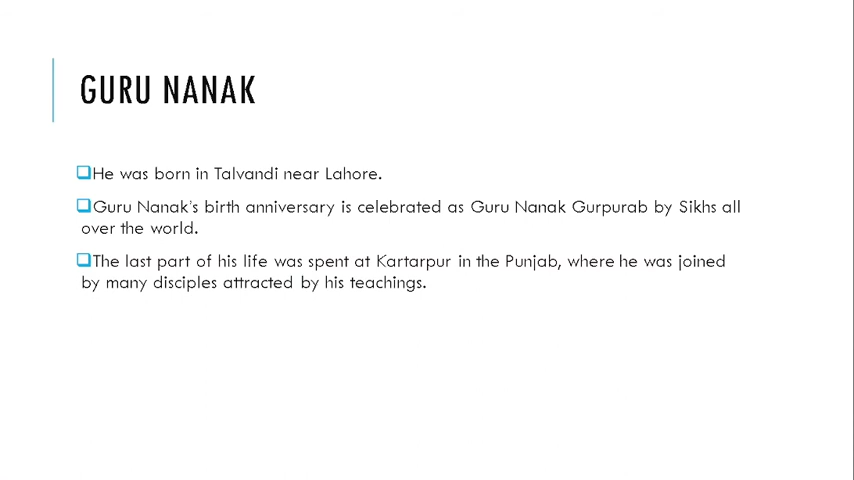 GURU NANAK
He was born in Talvandi near Lahore.
Guru Nanak's birth anniversary is celebrated as Guru Nanak Gurpurab by Sikhs all
over the world.
The last part of his life was spent at Kartarpur in the Punjab, where he was joined
by many disciples attracted by his teachings.